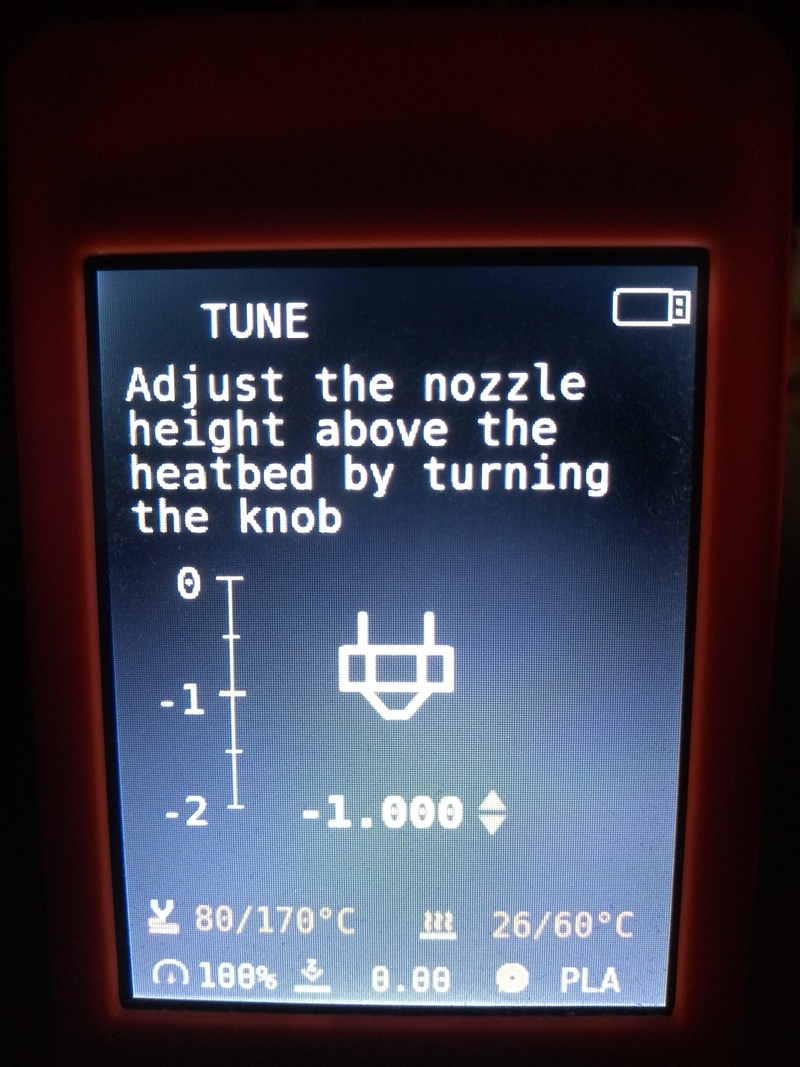 TUNE
Adjust the nozzle
height above the
heatbed by turning
the knob
0
-1
-2
-1.000
80/170°C 26/60°C
100% 0.00 PLA